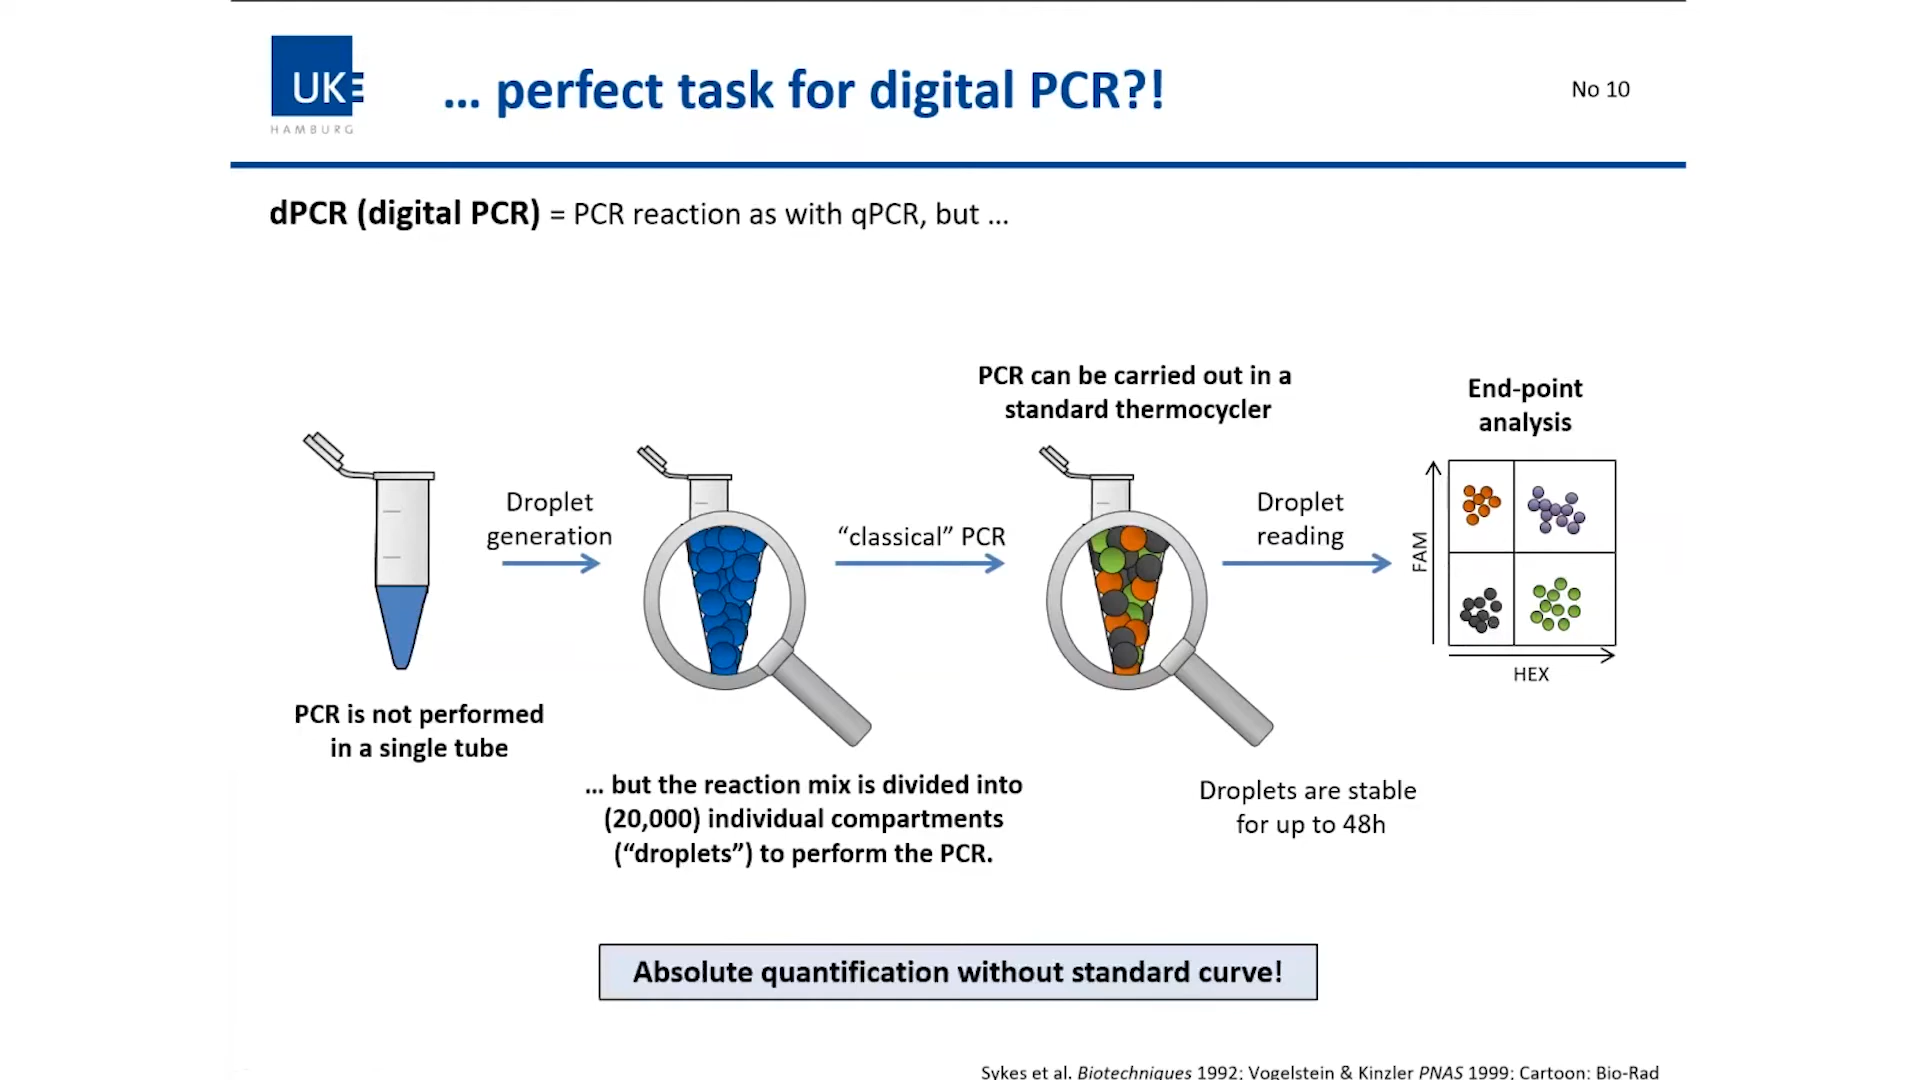 UKE
HAMBURG
... perfect task for digital PCR?!
No 10
dPCR (digital PCR) = PCR reaction as with qPCR, but ...
PCR can be carried out in a
standard thermocycler
End-point
analysis
Droplet
generation
“classical” PCR
Droplet
reading
FAM
HEX
PCR is not performed
in a single tube
... but the reaction mix is divided into
(20,000) individual compartments
(“droplets”) to perform the PCR.
Droplets are stable
for up to 48h
Absolute quantification without standard curve!
Sykes et al. Biotechniques 1992; Vogelstein & Kinzler PNAS 1999; Cartoon: Bio-Rad